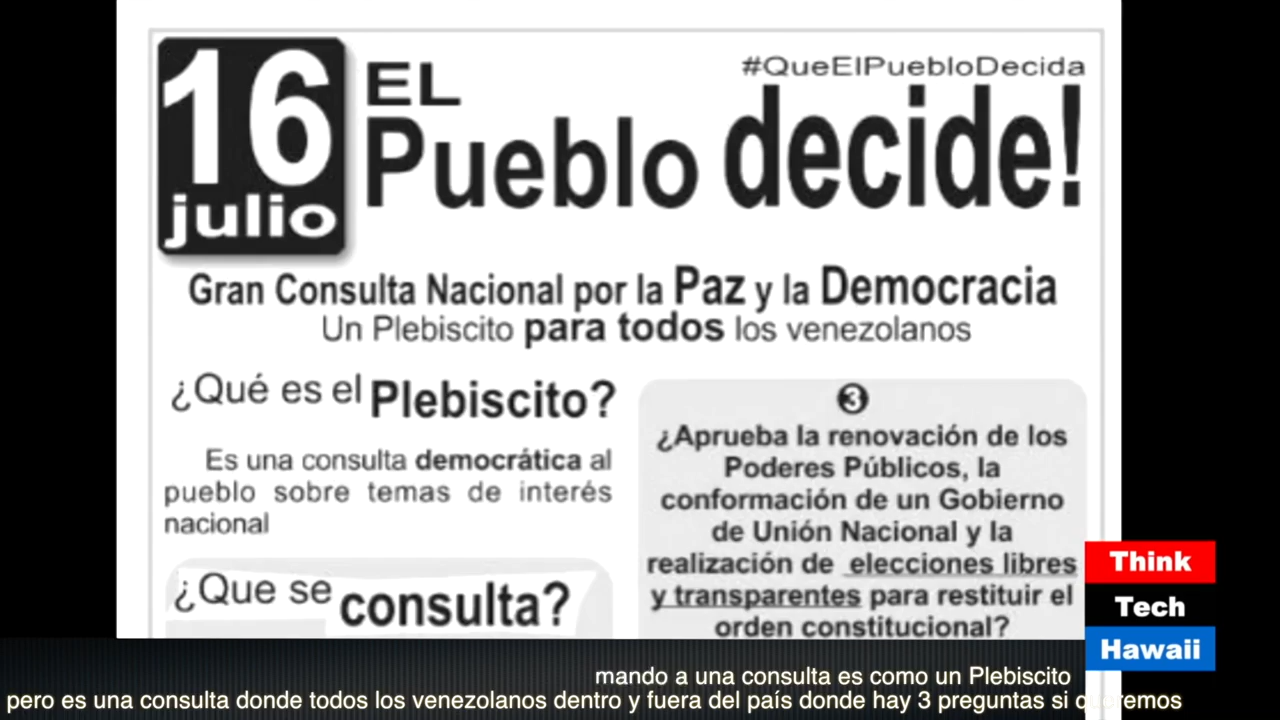 16
julio
EL
#QueElPuebloDecida
Pueblo decide!
Gran Consulta Nacional por la Paz y la Democracia
Un Plebiscito para todos los venezolanos
¿Qué es el Plebiscito?
Es una consulta democrática al
pueblo sobre temas de interés
nacional
¿Que se consulta?
3
¿Aprueba la renovación de los
Poderes Públicos, la
conformación de un Gobierno
de Unión Nacional y la
realización de elecciones libres
y transparentes para restituir el
orden constitucional?
Think
Tech
Hawaii
mando a una consulta es como un Plebiscito
pero es una consulta donde todos los venezolanos dentro y fuera del país donde hay 3 preguntas si queremos